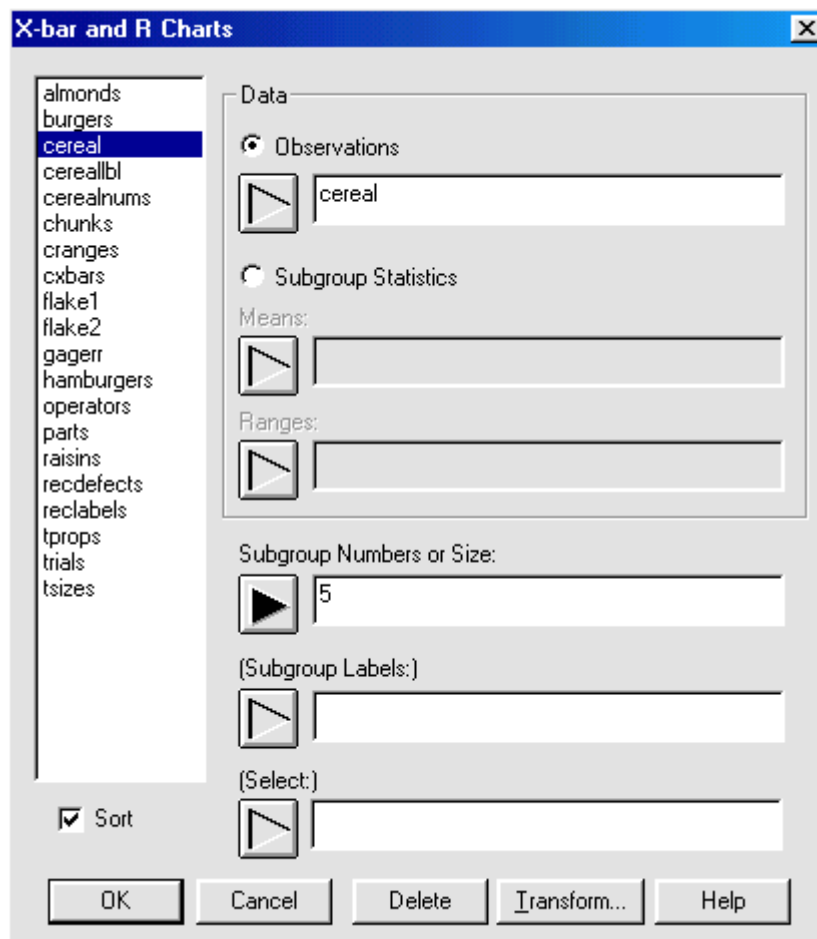 X-bar and R Charts
almonds
burgers
cereal
cereallbl
cerealnums
chunks
cranges
cxbars
flake1
flake2
gagerr
hamburgers
operators
parts
raisins
recdefects
reclabels
tprops
trials
tsizes
Sort
Data
Observations
cereal
Subgroup Statistics
Means:
Ranges:
Subgroup Numbers or Size:
5
(Subgroup Labels:)
(Select:)
OK
Cancel
Delete
Transform...
Help